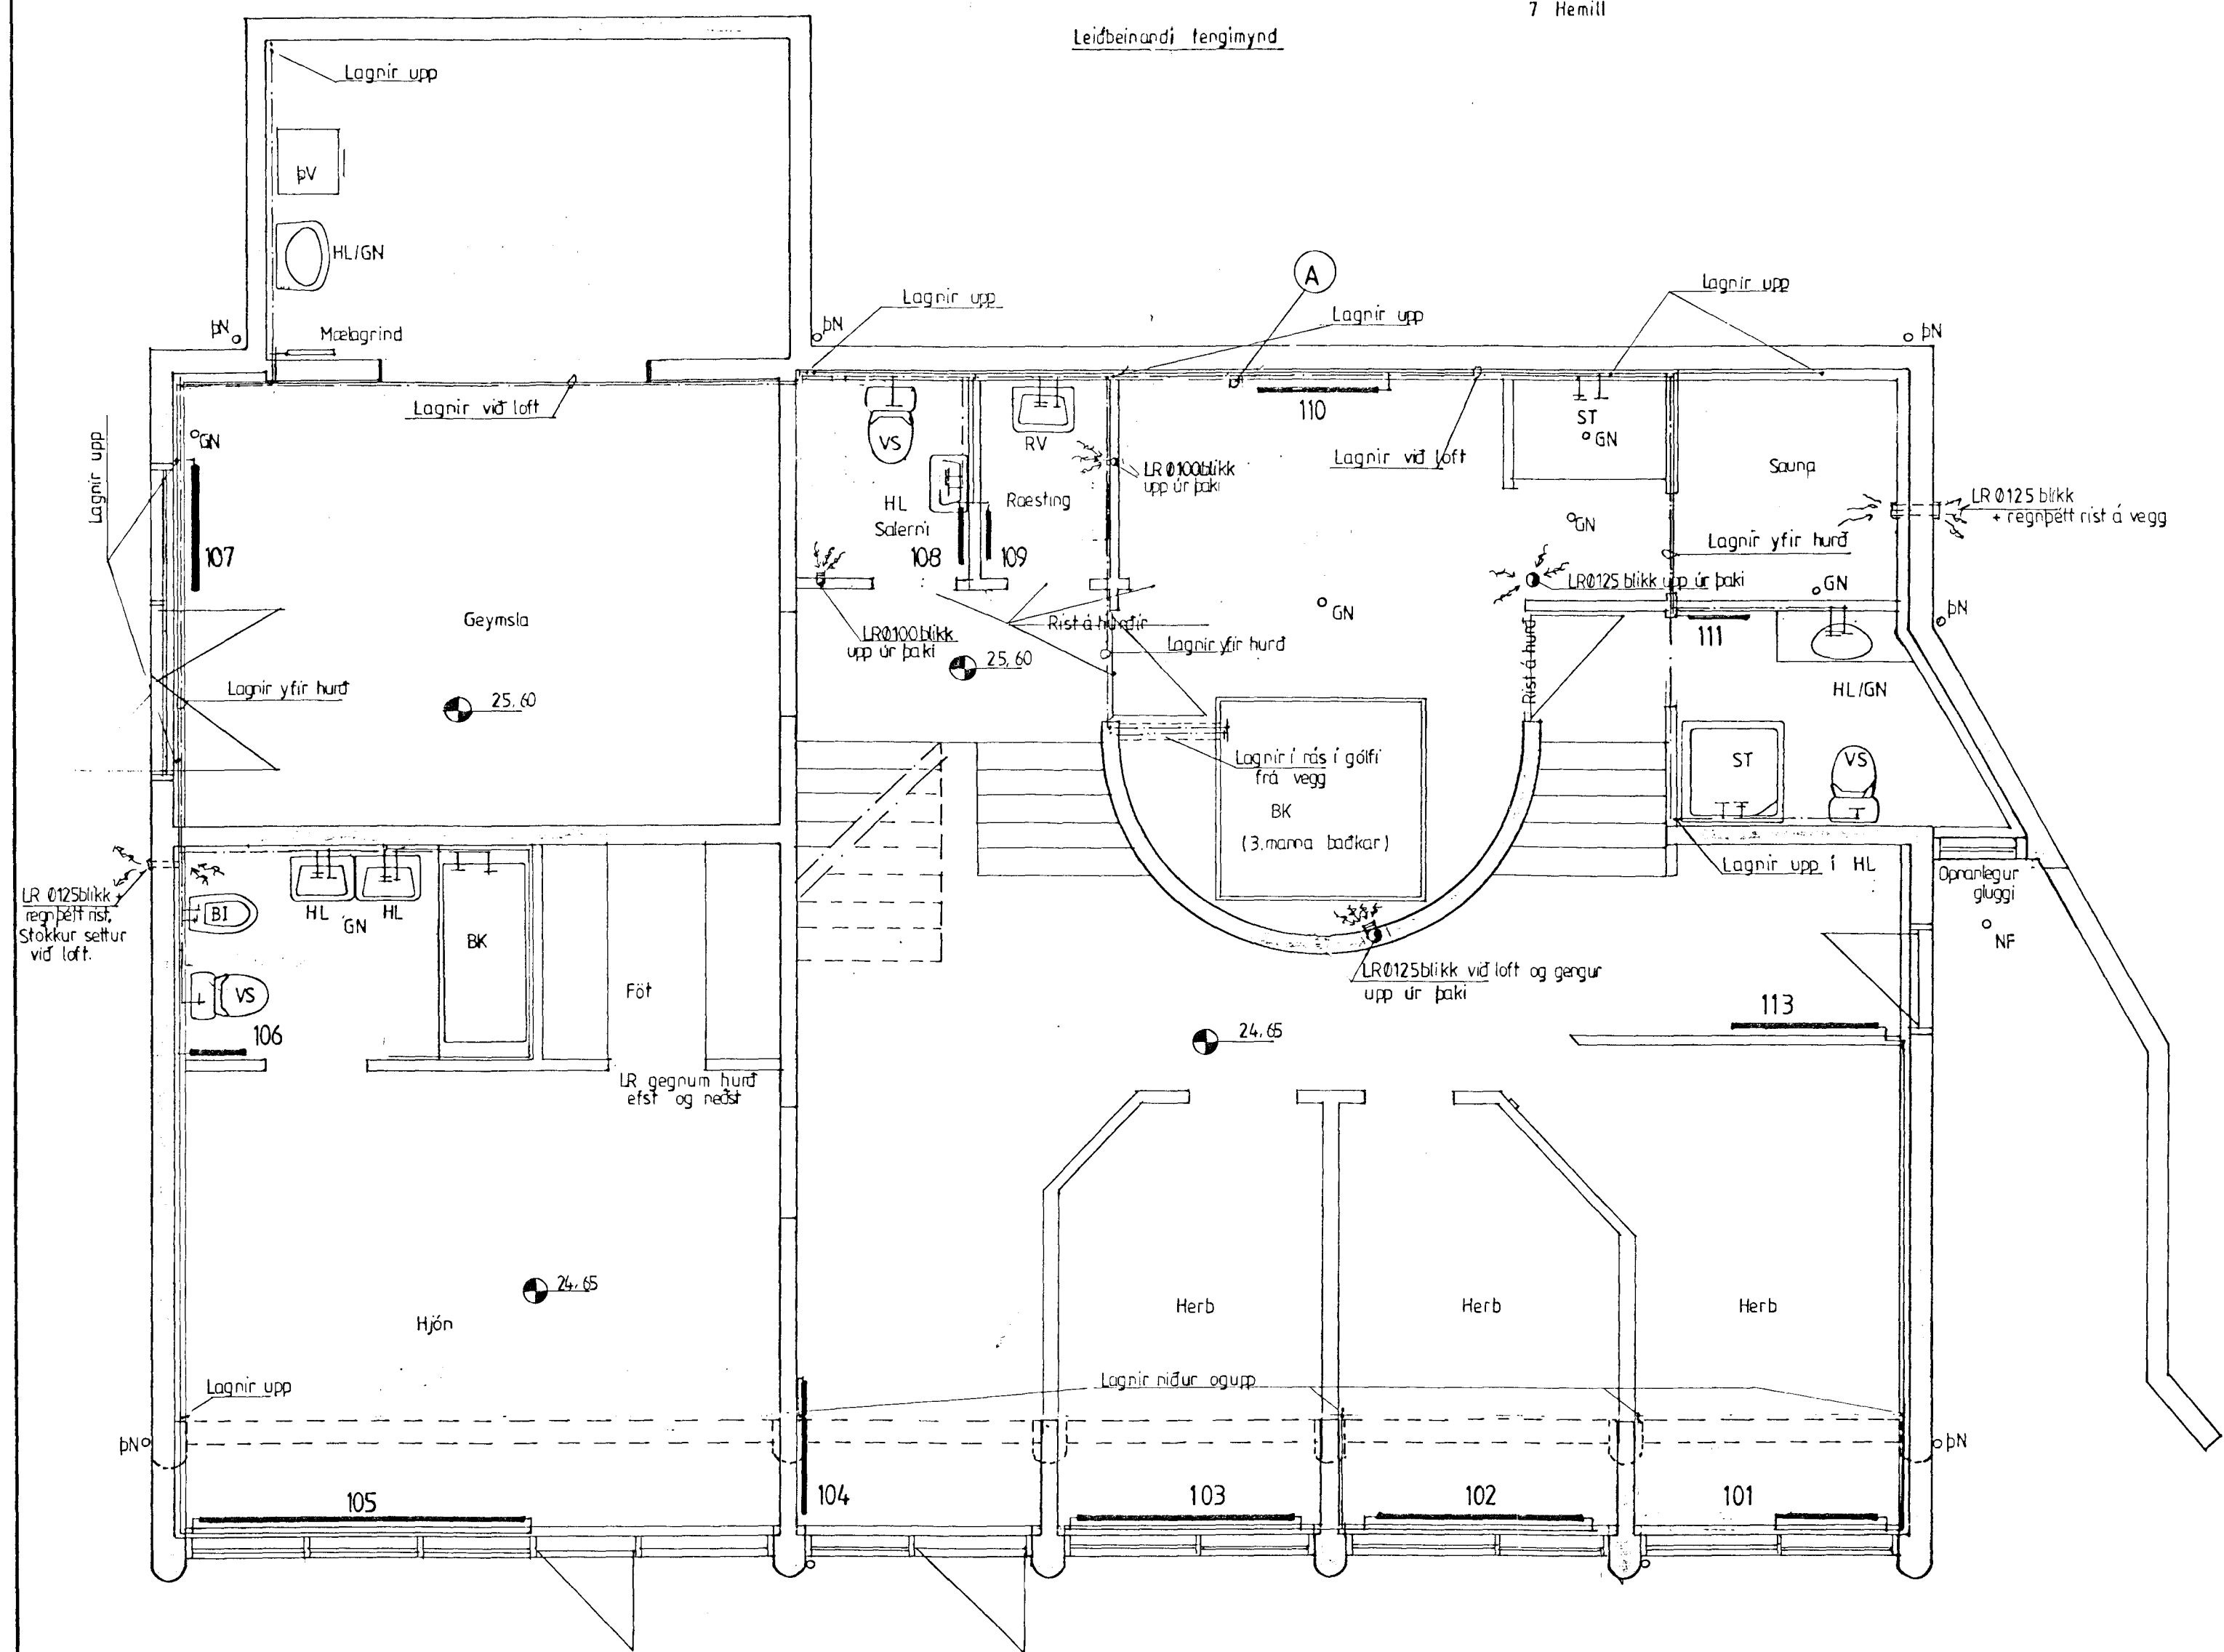 7 Hemill
Leiðbeinandi tengimynd
Lagnir upp
ÞV
HL/GN
Mælagrind
ÞN
ÞN
Lagnir upp
A
Lagnir upp
Lagnir upp
ÞN
Lagnir við loft
Lagnir upp
GN
107
Geymsla
Lagnir yfir hurð
25,60
VS
HL
Salerni
108
RV
Ræsting
109
LR Ø100 blikk
upp úr þaki
LR Ø100 blikk
upp úr þaki
25,60
Rist á hurðir
110
Lagnir við loft
ST
GN
GN
GN
Lagnir yfir hurð
Sauna
LR Ø125 blikk
+ regnþétt rist á vegg
Lagnir yfir hurð
LR Ø125 blikk upp úr þaki
GN
ÞN
111
Rist á hurð
HL/GN
ST
VS
Lagnir í rás í gólfi
frá vegg
BK
(3.manna baðkar)
Lagnir upp í HL
Opnanlegur
gluggi
NF
LR Ø125 blikk +
regnþétt rist.
Stokkur settur
við loft.
BI
HL
GN
HL
BK
VS
106
Föt
LR gegnum hurð
efst og neðst
LR Ø125 blikk við loft og gengur
upp úr þaki
24,65
113
24,65
Hjón
Herb
Herb
Herb
Lagnir upp
Lagnir niður og upp
ÞN
ÞN
105
104
103
102
101